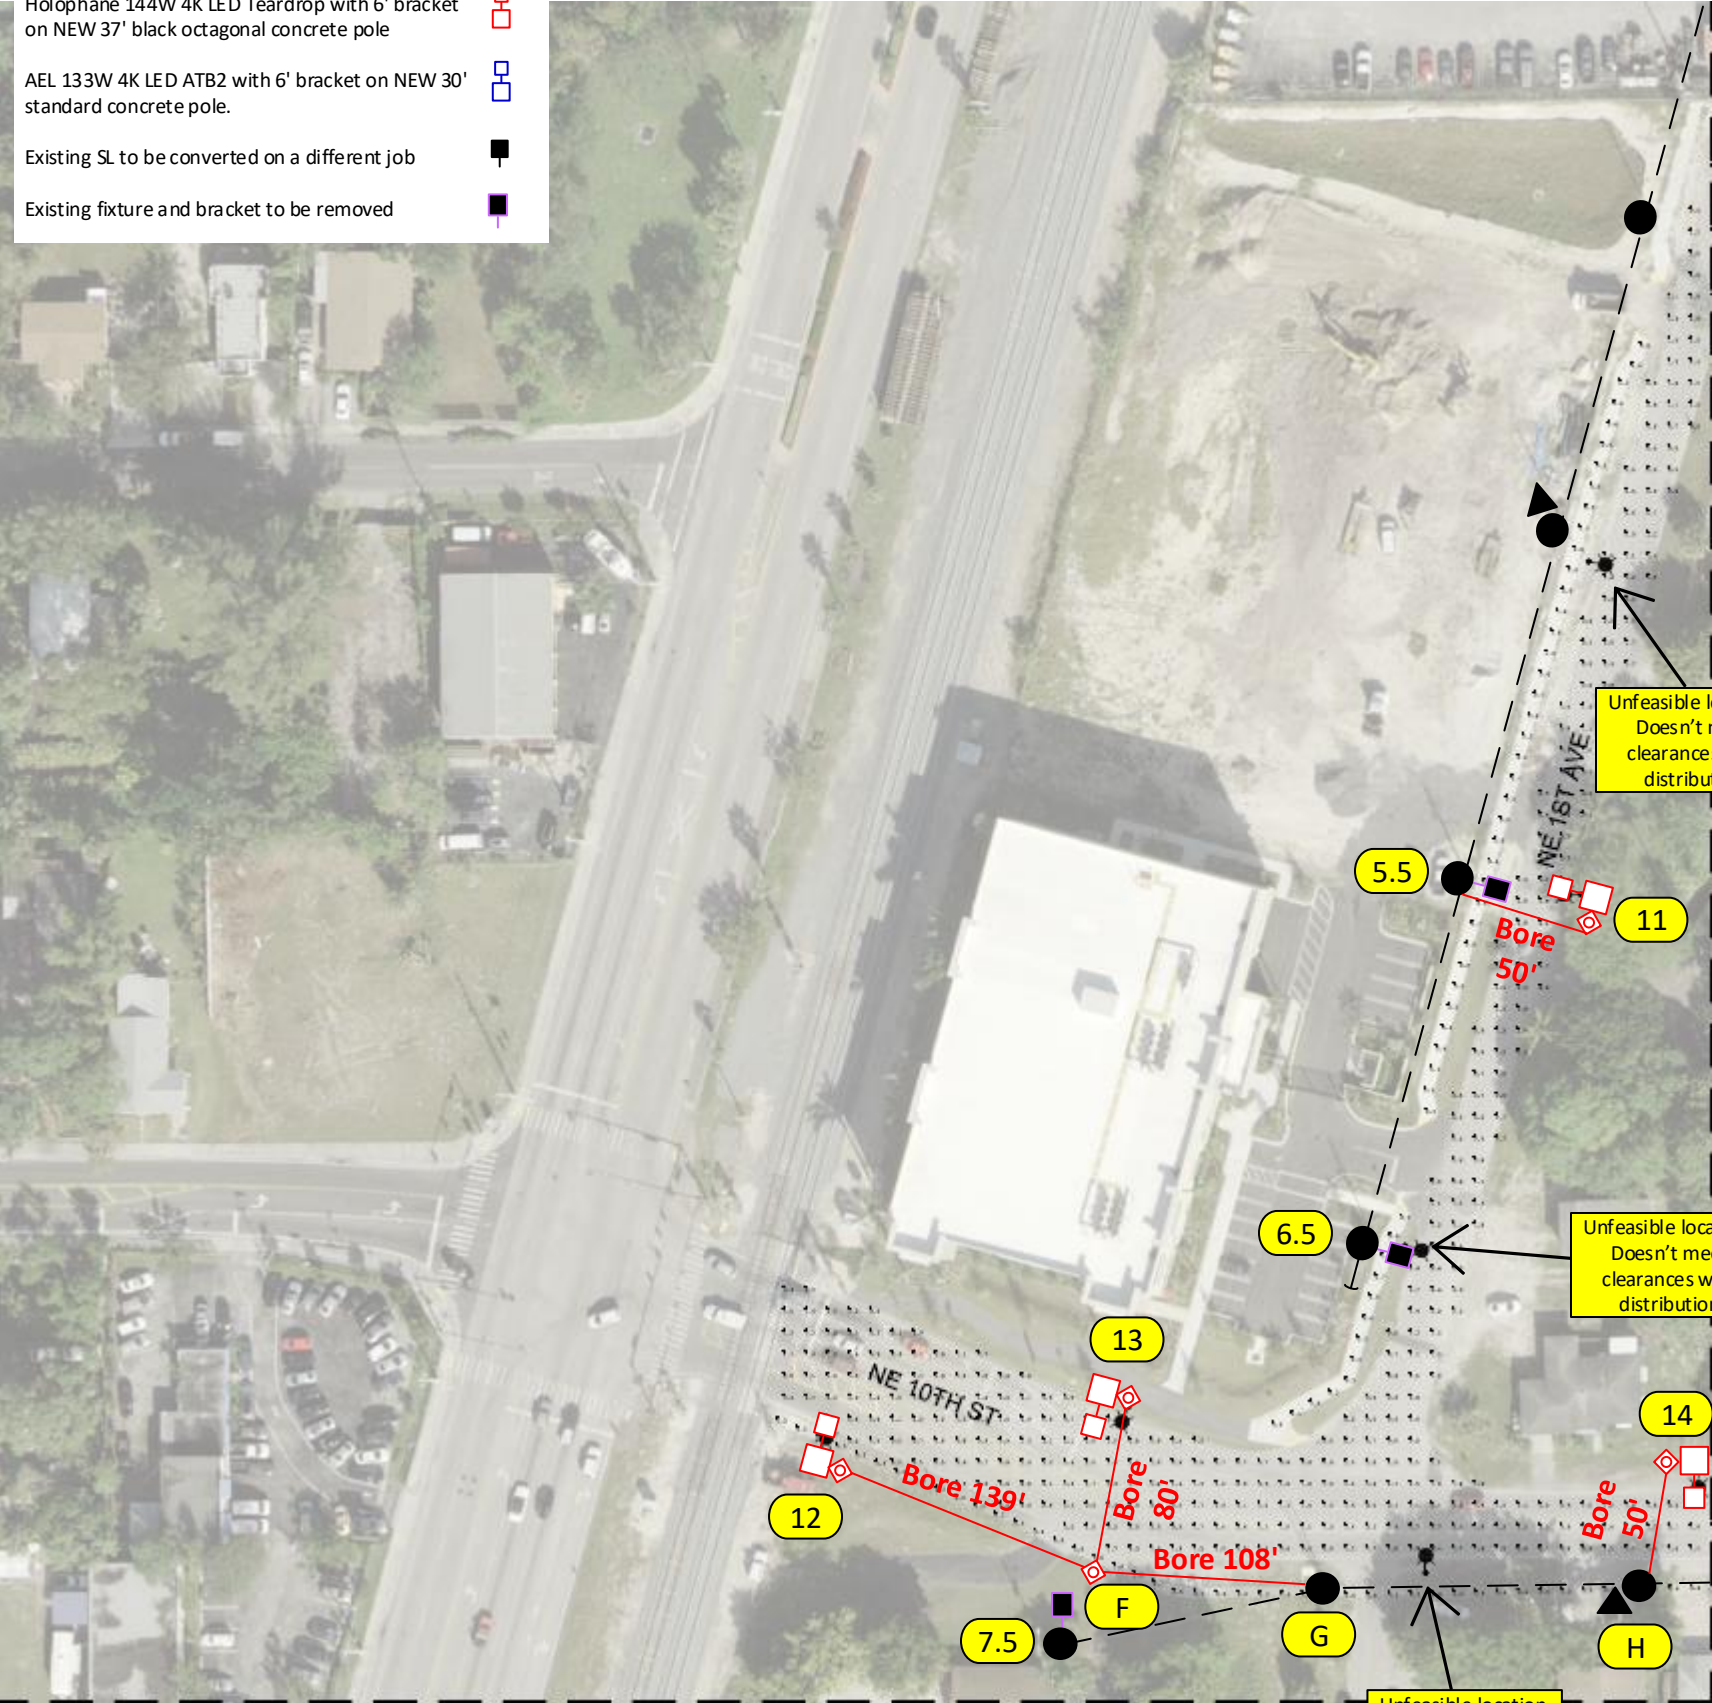 Holophane 144W 4K LED Teardrop with 6' bracket
on NEW 37' black octagonal concrete pole
AEL 133W 4K LED ATB2 with 6' bracket on NEW 30'
standard concrete pole.
Existing SL to be converted on a different job
Existing fixture and bracket to be removed
Unfeasible
Doesn't
clearance
NE 1ST AVE
5.5
11
Bore
50'
6.5
Unfeasible
Doesn't
clearances
distribution
13
NE 10TH ST
14
12
Bore 139'
Bore
80'
Bore
50'
Bore 108'
F
7.5
G
H
Unfeasible location